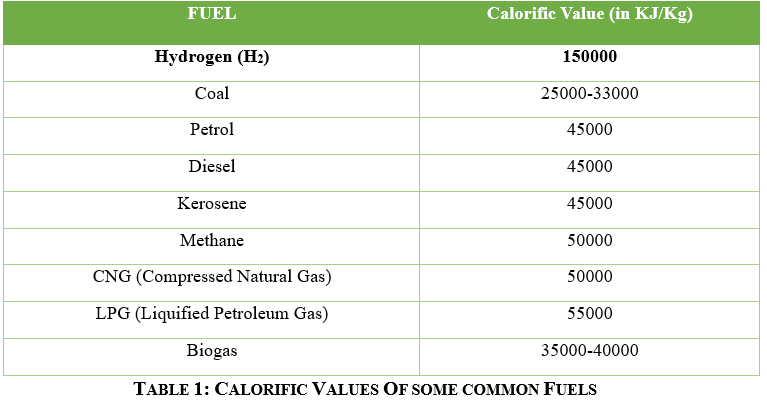 FUEL Calorific Value (in KJ/Kg)
Hydrogen (H₂) 150000
Coal 25000-33000
Petrol 45000
Diesel 45000
Kerosene 45000
Methane 50000
CNG (Compressed Natural Gas) 50000
LPG (Liquified Petroleum Gas) 55000
Biogas 35000-40000
TABLE 1: CALORIFIC VALUES OF SOME COMMON FUELS